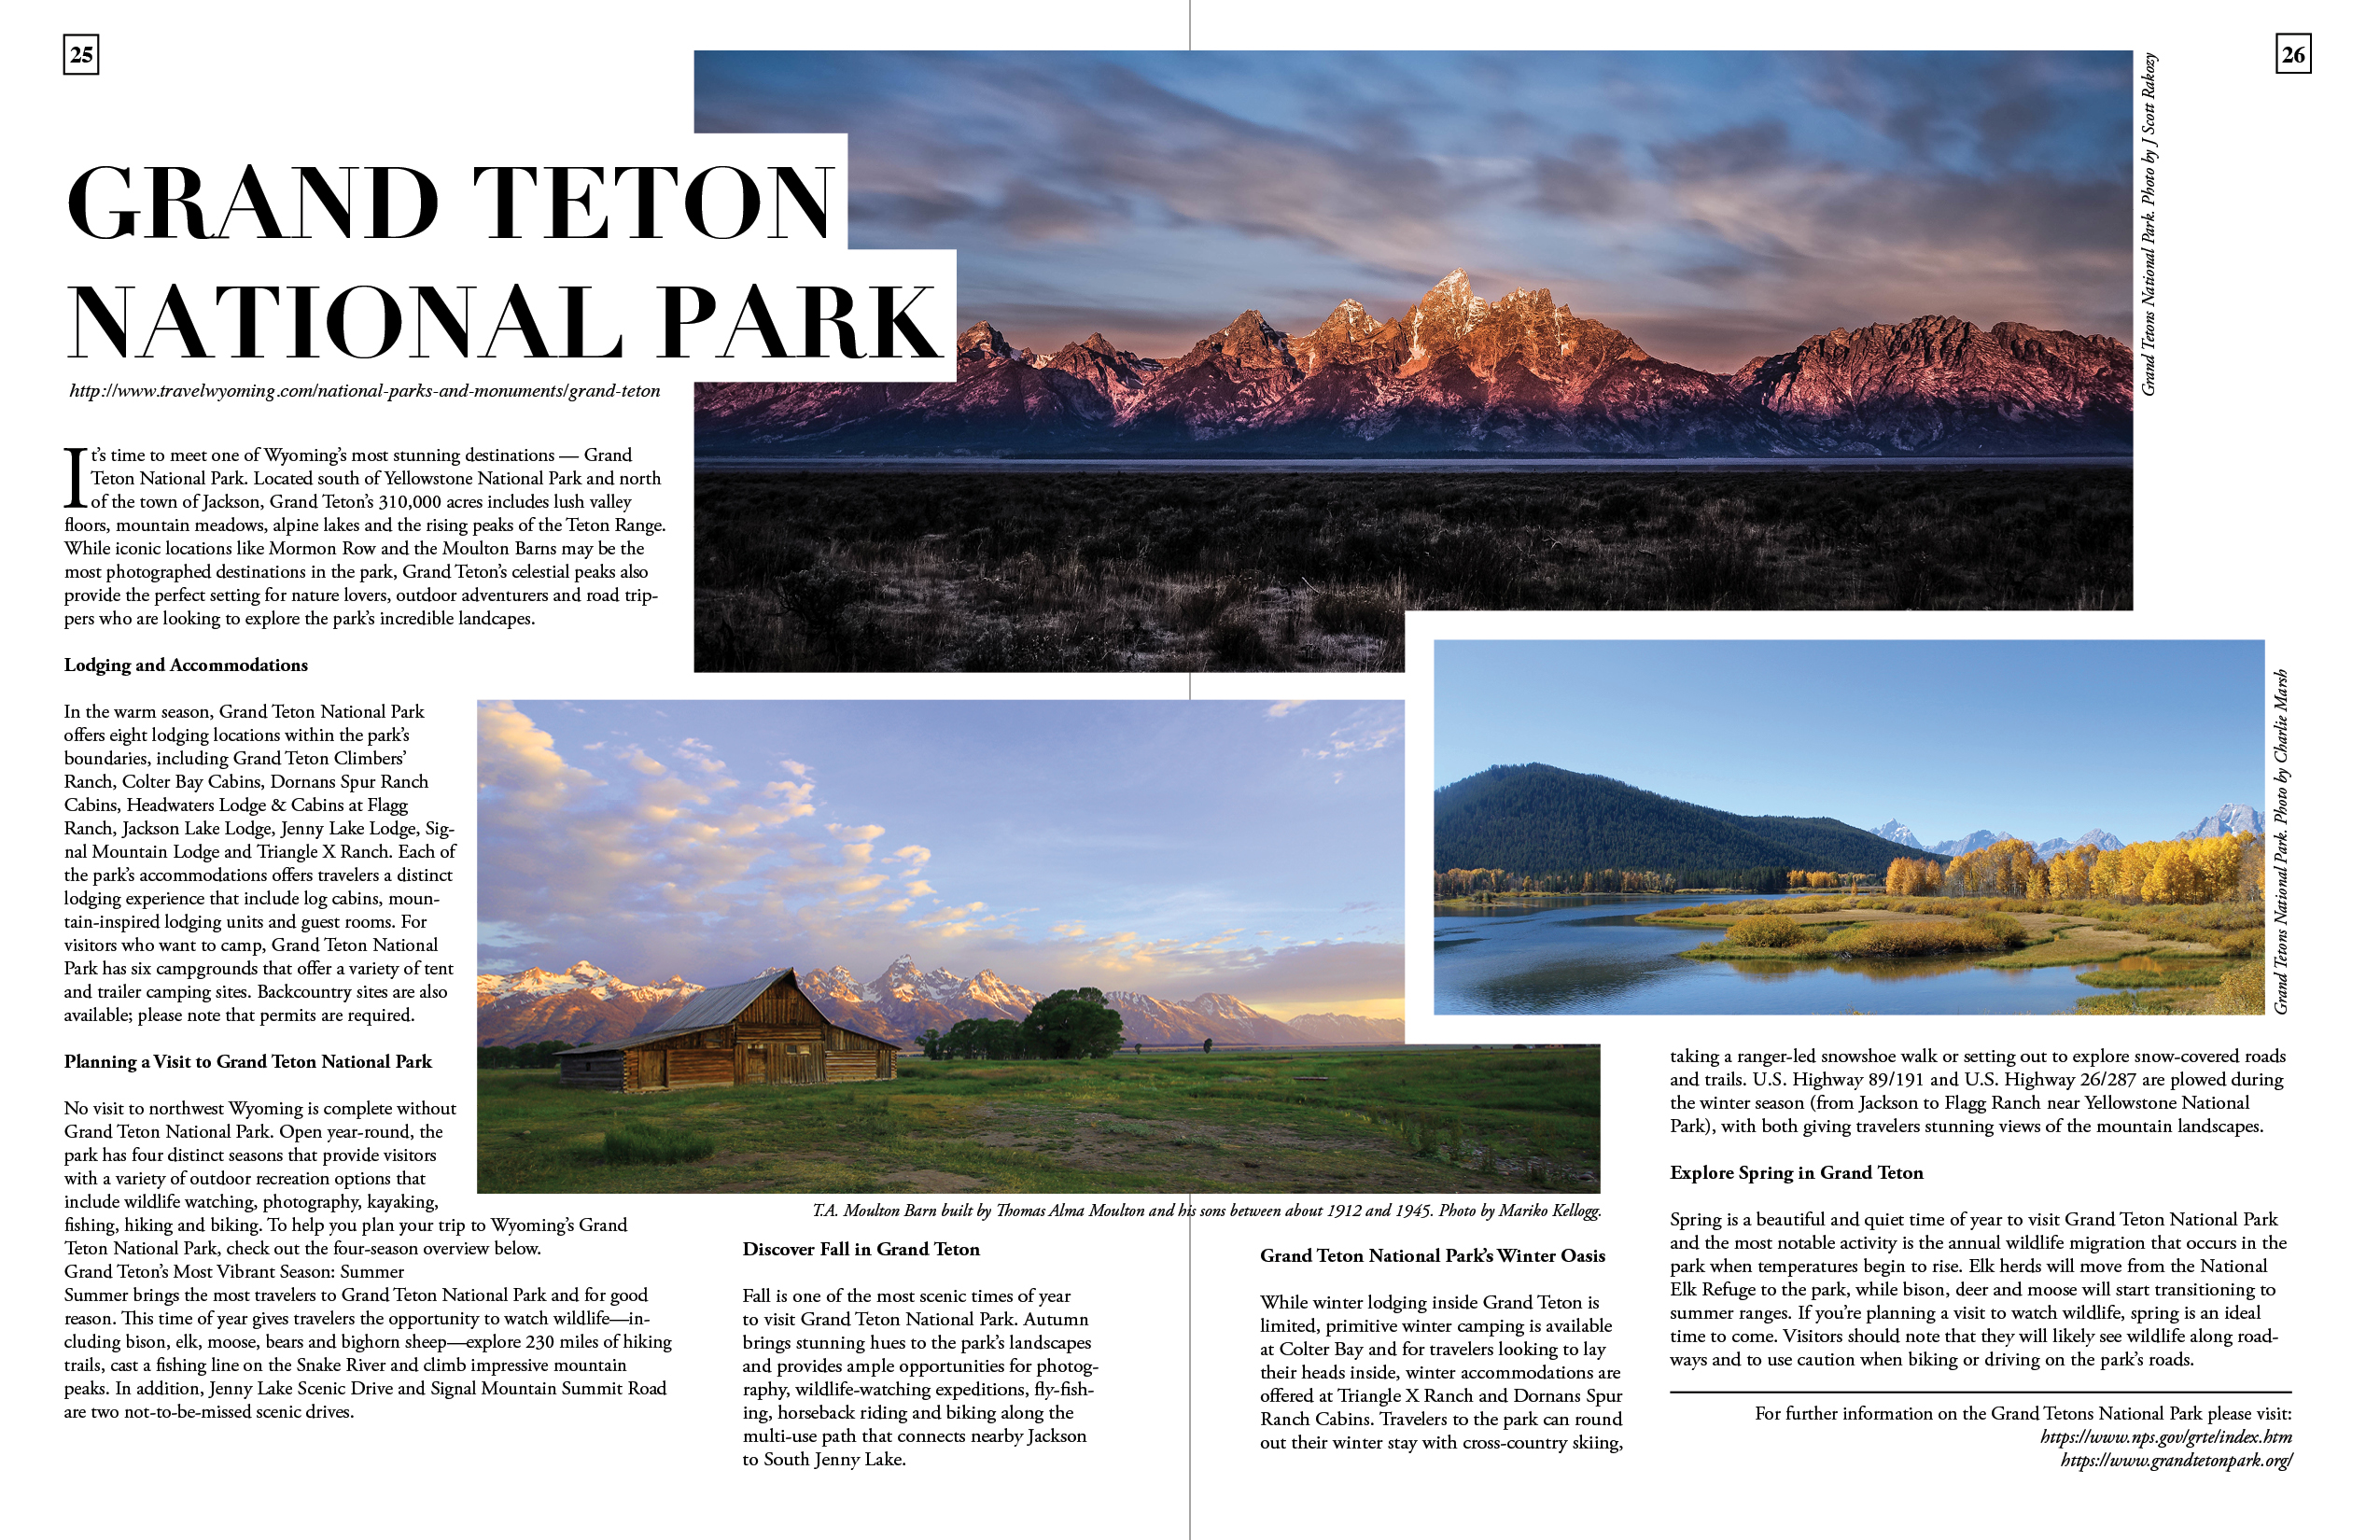 25
26
GRAND TETON
NATIONAL PARK
http://www.travelwyoming.com/national-parks-and-monuments/grand-teton
It's time to meet one of Wyoming's most stunning destinations — Grand
Teton National Park. Located south of Yellowstone National Park and north
of the town of Jackson, Grand Teton's 310,000 acres includes lush valley
floors, mountain meadows, alpine lakes and the rising peaks of the Teton Range.
While iconic locations like Mormon Row and the Moulton Barns may be the
most photographed destinations in the park, Grand Teton's celestial peaks also
provide the perfect setting for nature lovers, outdoor adventurers and road trip-
pers who are looking to explore the park's incredible landcapes.
Lodging and Accommodations
In the warm season, Grand Teton National Park
offers eight lodging locations within the park's
boundaries, including Grand Teton Climbers'
Ranch, Colter Bay Cabins, Dornans Spur Ranch
Cabins, Headwaters Lodge & Cabins at Flagg
Ranch, Jackson Lake Lodge, Jenny Lake Lodge, Sig-
nal Mountain Lodge and Triangle X Ranch. Each of
the park's accommodations offers travelers a distinct
lodging experience that include log cabins, moun-
tain-inspired lodging units and guest rooms. For
visitors who want to camp, Grand Teton National
Park has six campgrounds that offer a variety of tent
and trailer camping sites. Backcountry sites are also
available; please note that permits are required.
Planning a Visit to Grand Teton National Park
No visit to northwest Wyoming is complete without
Grand Teton National Park. Open year-round, the
park has four distinct seasons that provide visitors
with a variety of outdoor recreation options that
include wildlife watching, photography, kayaking,
fishing, hiking and biking. To help you plan your trip to Wyoming's Grand
Teton National Park, check out the four-season overview below.
Grand Teton's Most Vibrant Season: Summer
Summer brings the most travelers to Grand Teton National Park and for good
reason. This time of year gives travelers the opportunity to watch wildlife—in-
cluding bison, elk, moose, bears and bighorn sheep—explore 230 miles of hiking
trails, cast a fishing line on the Snake River and climb impressive mountain
peaks. In addition, Jenny Lake Scenic Drive and Signal Mountain Summit Road
are two not-to-be-missed scenic drives.
Grand Tetons National Park. Photo by J Scott Rakozy
Grand Tetons National Park. Photo by Charlie Marsh
T.A. Moulton Barn built by Thomas Alma Moulton and his sons between about 1912 and 1945. Photo by Mariko Kellogg.
Discover Fall in Grand Teton
Fall is one of the most scenic times of year
to visit Grand Teton National Park. Autumn
brings stunning hues to the park's landscapes
and provides ample opportunities for photog-
raphy, wildlife-watching expeditions, fly-fish-
ing, horseback riding and biking along the
multi-use path that connects nearby Jackson
to South Jenny Lake.
Grand Teton National Park's Winter Oasis
While winter lodging inside Grand Teton is
limited, primitive winter camping is available
at Colter Bay and for travelers looking to lay
their heads inside, winter accommodations are
offered at Triangle X Ranch and Dornans Spur
Ranch Cabins. Travelers to the park can round
out their winter stay with cross-country skiing,
taking a ranger-led snowshoe walk or setting out to explore snow-covered roads
and trails. U.S. Highway 89/191 and U.S. Highway 26/287 are plowed during
the winter season (from Jackson to Flagg Ranch near Yellowstone National
Park), with both giving travelers stunning views of the mountain landscapes.
Explore Spring in Grand Teton
Spring is a beautiful and quiet time of year to visit Grand Teton National Park
and the most notable activity is the annual wildlife migration that occurs in the
park when temperatures begin to rise. Elk herds will move from the National
Elk Refuge to the park, while bison, deer and moose will start transitioning to
summer ranges. If you're planning a visit to watch wildlife, spring is an ideal
time to come. Visitors should note that they will likely see wildlife along road-
ways and to use caution when biking or driving on the park's roads.
For further information on the Grand Tetons National Park please visit:
https://www.nps.gov/grte/index.htm
https://www.grandtetonpark.org/